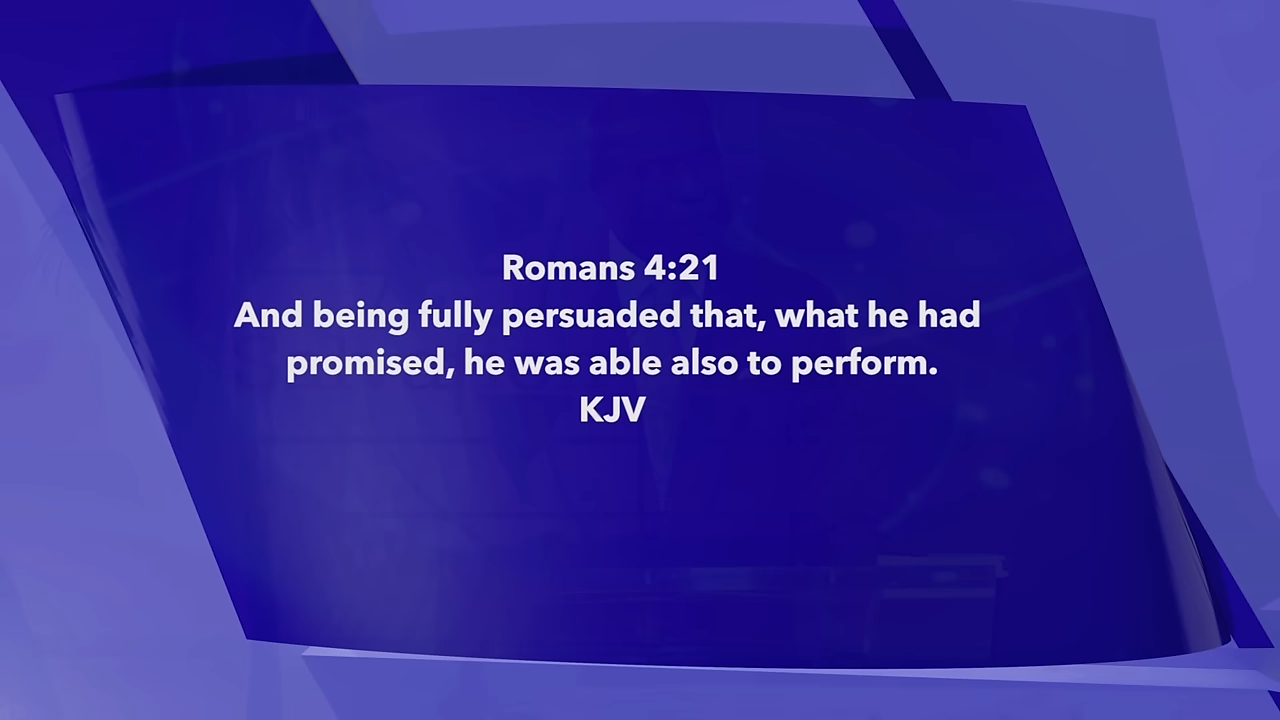 Romans 4:21
And being fully persuaded that, what he had
promised, he was able also to perform.
KJV